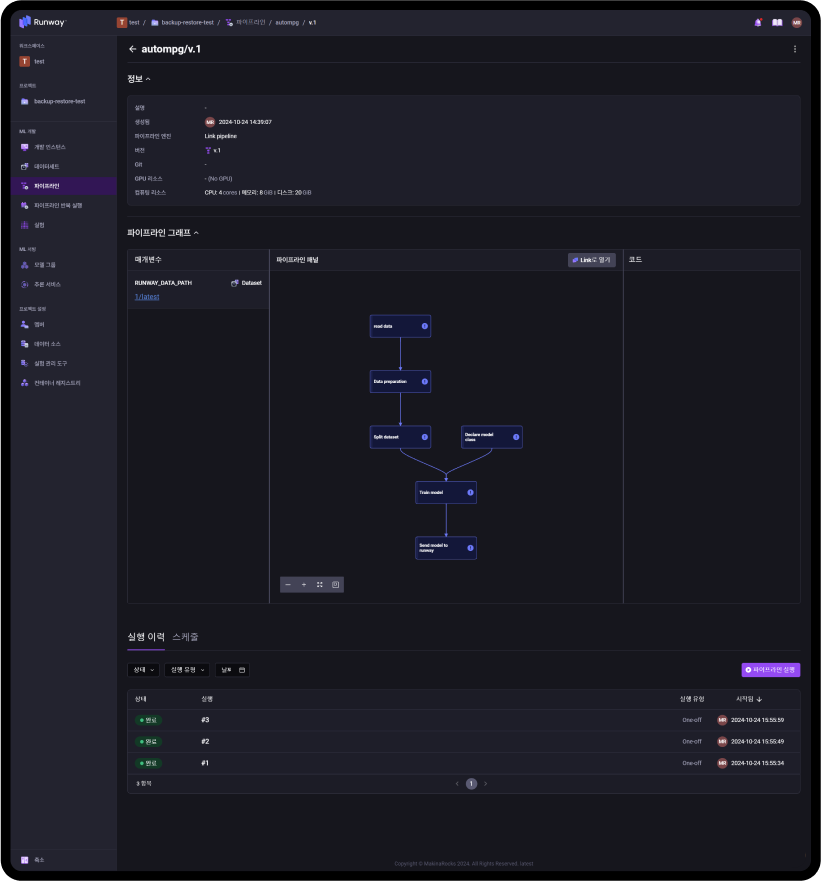 Runway
T test / backup-restore-test / 파이프라인 / autompg / v.1
MR
워크스페이스
T test
프로젝트
backup-restore-test
ML 개발
개발 인스턴스
데이터세트
파이프라인
파이프라인 반복 실행
실험
ML 서빙
모델 그룹
추론 서비스
프로젝트 설정
멤버
데이터 소스
실험 관리 도구
컨테이너 레지스트리
축소
autompg/v.1
정보
설명 -
생성됨 MR 2024-10-24 14:39:07
파이프라인 엔진 Link pipeline
버전 v.1
Git -
GPU 리소스 - (No GPU)
컴퓨팅 리소스 CPU: 4 cores | 메모리: 8 GiB | 디스크: 20 GiB
파이프라인 그래프
매개변수
RUNWAY_DATA_PATH Dataset
1/latest
파이프라인 패널
Link로 열기
코드
read data
Data preparation
Split dataset
Declare model
class
Train model
Send model to
runway
실행 이력 스케줄
상태 실행 유형 날짜
파이프라인 실행
상태 실행 실행 유형 시작됨
완료 #3 One-off MR 2024-10-24 15:55:59
완료 #2 One-off MR 2024-10-24 15:55:49
완료 #1 One-off MR 2024-10-24 15:55:34
3 항목 1
Copyright © MakinaRocks 2024. All Rights Reserved. latest